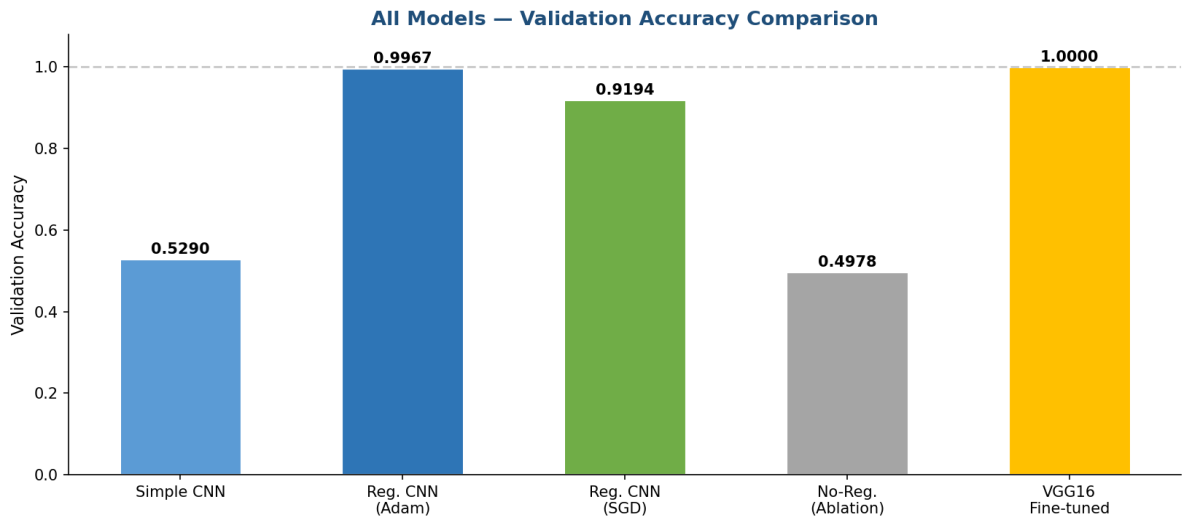 All Models — Validation Accuracy Comparison
Validation Accuracy
1.0
0.8
0.6
0.4
0.2
0.0
0.5290
0.9967
0.9194
0.4978
1.0000
Simple CNN
Reg. CNN
(Adam)
Reg. CNN
(SGD)
No-Reg.
(Ablation)
VGG16
Fine-tuned